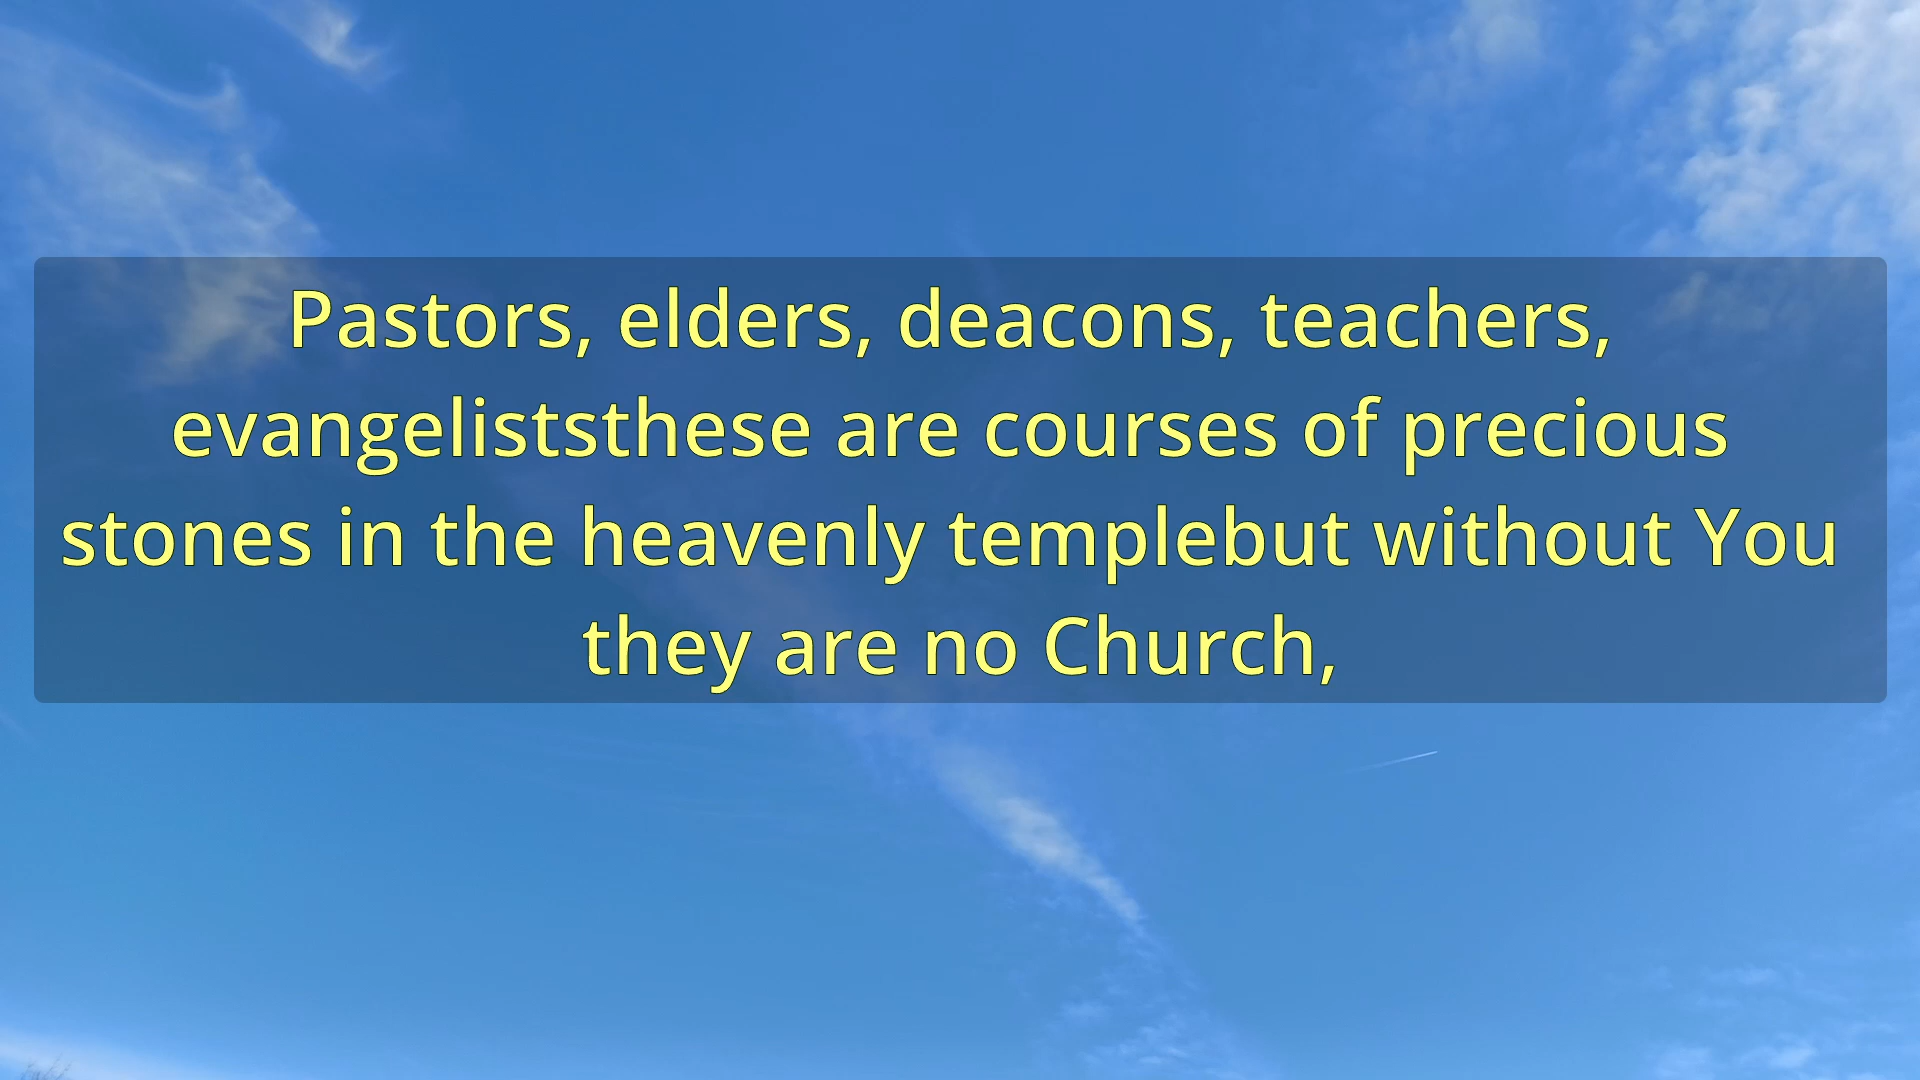 Pastors, elders, deacons, teachers,
evangeliststhese are courses of precious
stones in the heavenly templebut without You
they are no Church,